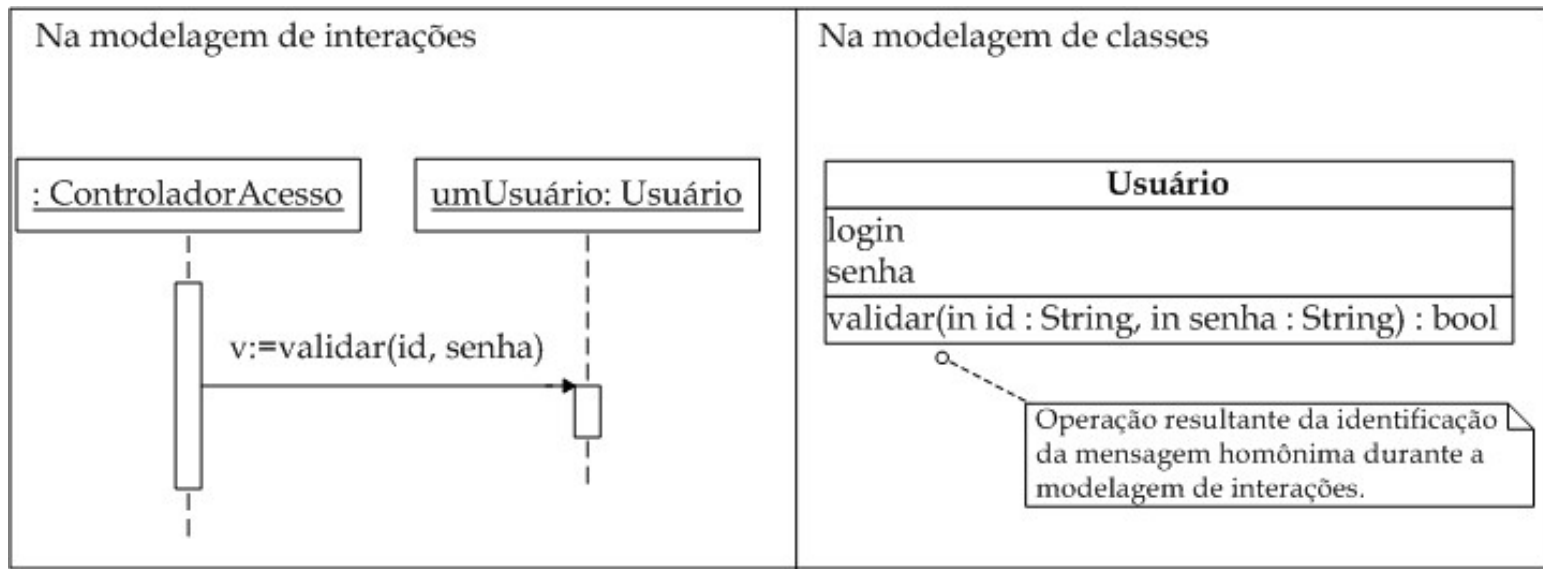 Na modelagem de interações
: ControladorAcesso
umUsuário: Usuário
v:=validar(id, senha)
Na modelagem de classes
Usuário
login
senha
validar(in id : String, in senha : String) : bool
Operação resultante da identificação
da mensagem homônima durante a
modelagem de interações.